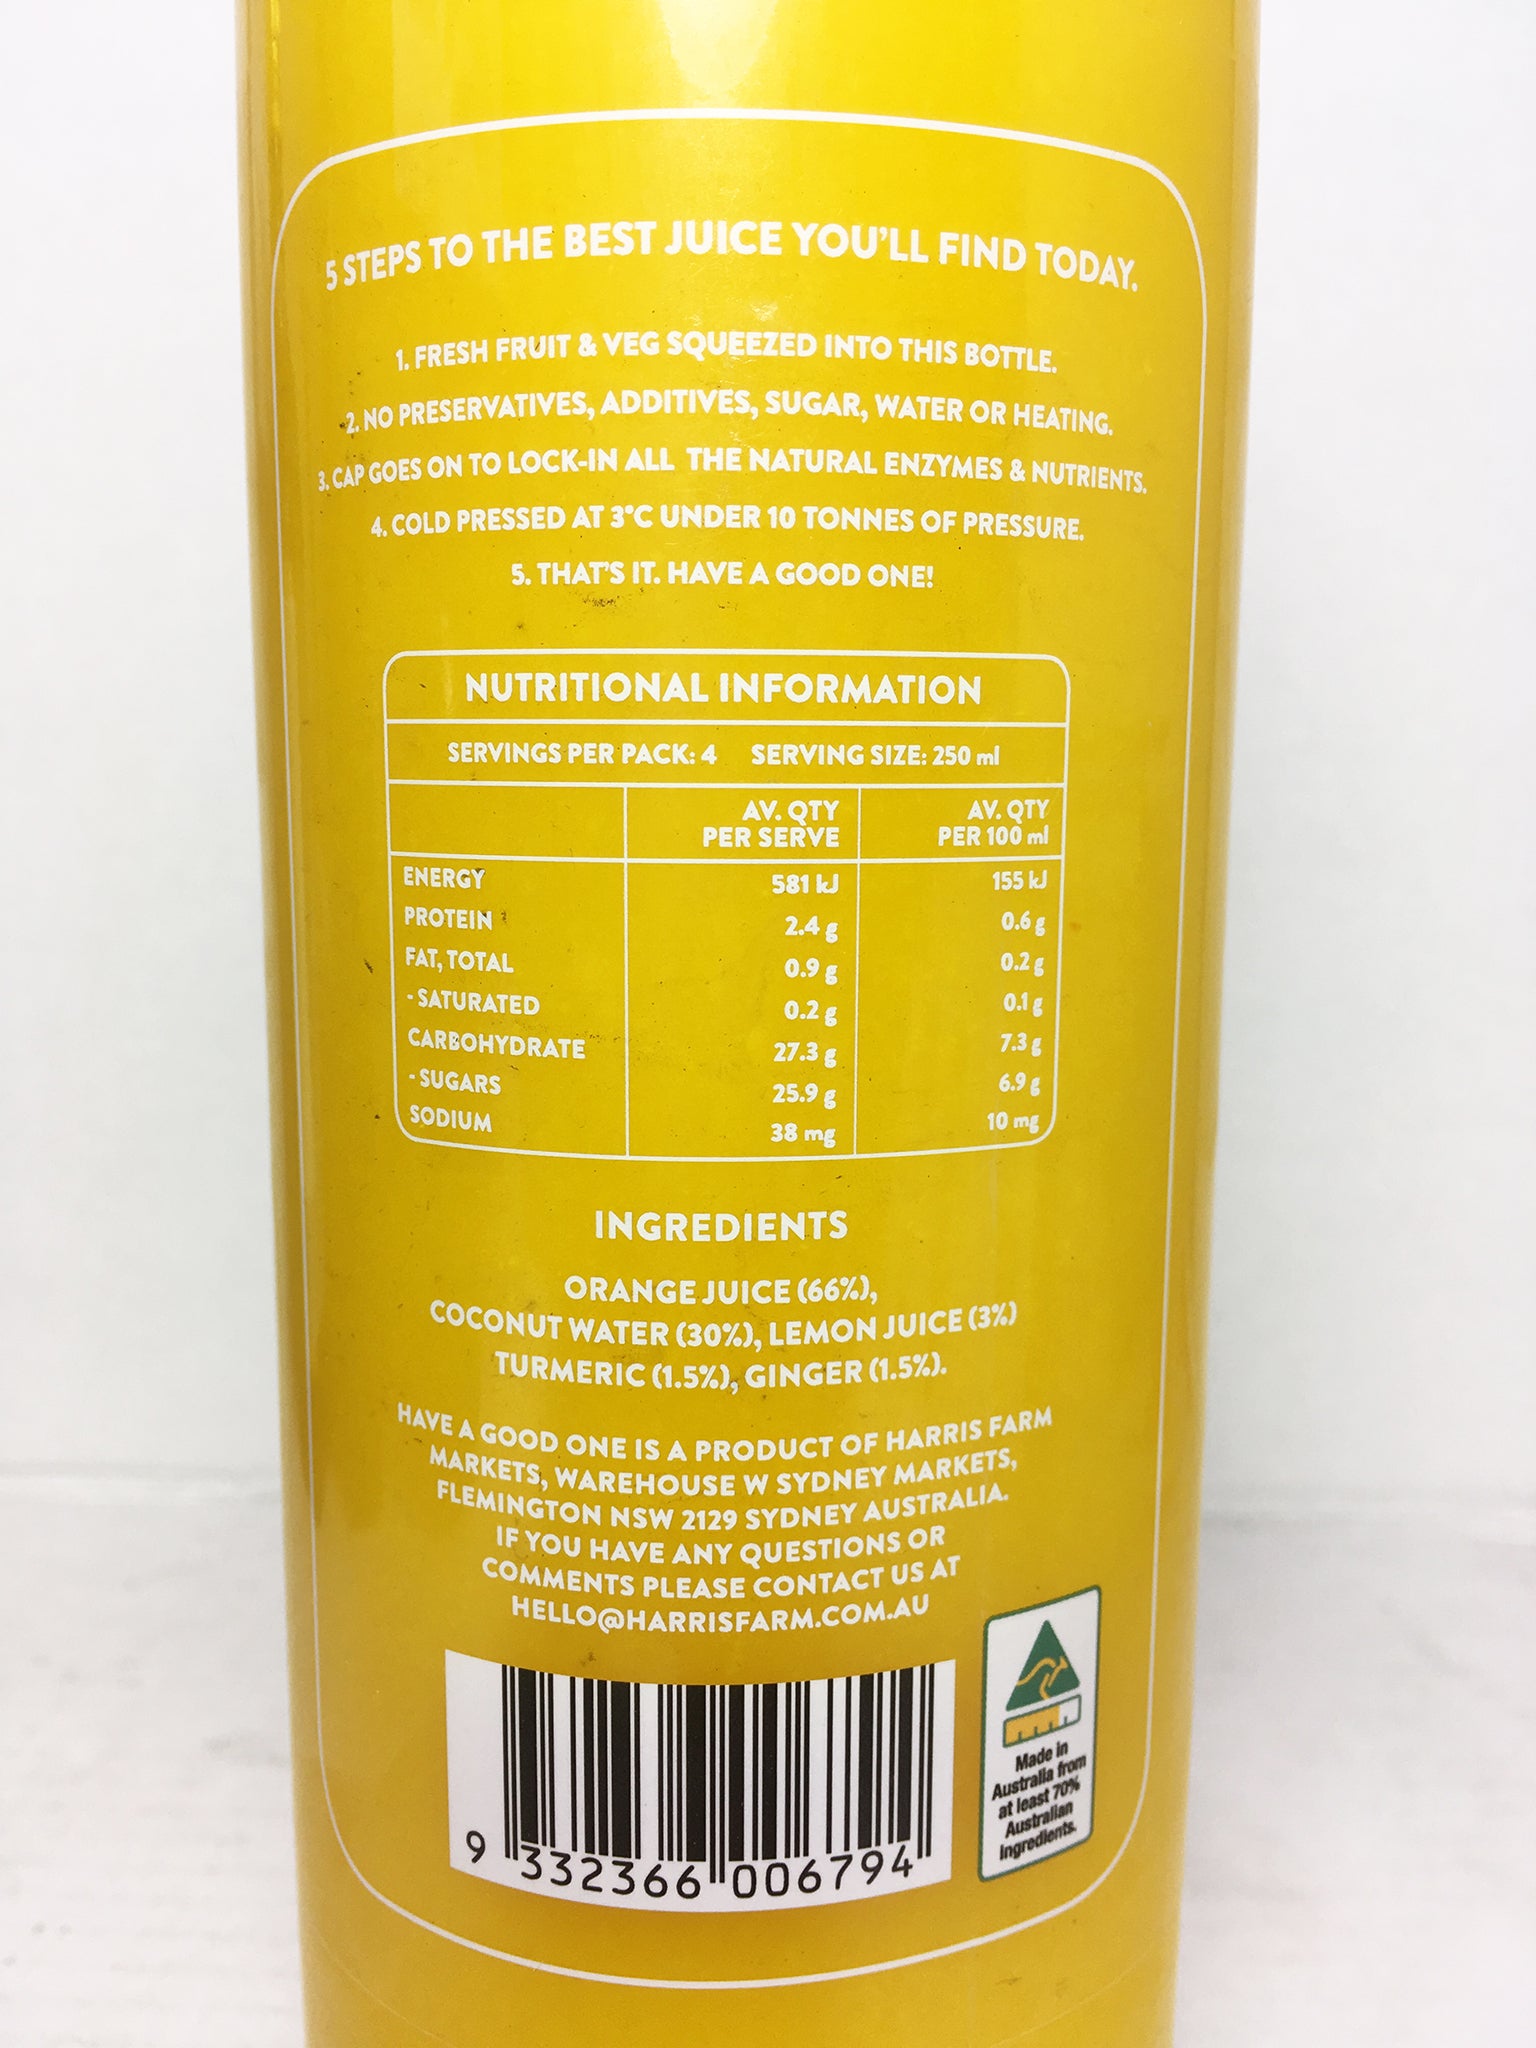 5 STEPS TO THE BEST JUICE YOU'LL FIND TODAY.
1. FRESH FRUIT & VEG SQUEEZED INTO THIS BOTTLE.
2. NO PRESERVATIVES, ADDITIVES, SUGAR, WATER OR HEATING.
3. CAP GOES ON TO LOCK-IN ALL THE NATURAL ENZYMES & NUTRIENTS.
4. COLD PRESSED AT 3°C UNDER 10 TONNES OF PRESSURE.
5. THAT'S IT. HAVE A GOOD ONE!
NUTRITIONAL INFORMATION
SERVINGS PER PACK: 4 SERVING SIZE: 250 ml
AV. QTY PER SERVE AV. QTY PER 100 ml
ENERGY 581 kJ 155 kJ
PROTEIN 2.4 g 0.6 g
FAT, TOTAL 0.9 g 0.2 g
- SATURATED 0.2 g 0.1 g
CARBOHYDRATE 27.3 g 7.3 g
- SUGARS 25.9 g 6.9 g
SODIUM 38 mg 10 mg
INGREDIENTS
ORANGE JUICE (66%),
COCONUT WATER (30%), LEMON JUICE (3%)
TURMERIC (1.5%), GINGER (1.5%).
HAVE A GOOD ONE IS A PRODUCT OF HARRIS FARM
MARKETS, WAREHOUSE W SYDNEY MARKETS,
FLEMINGTON NSW 2129 SYDNEY AUSTRALIA.
IF YOU HAVE ANY QUESTIONS OR
COMMENTS PLEASE CONTACT US AT
HELLO@HARRISFARM.COM.AU
9 332366 006794
Made in
Australia from
at least 70%
Australian
Ingredients.